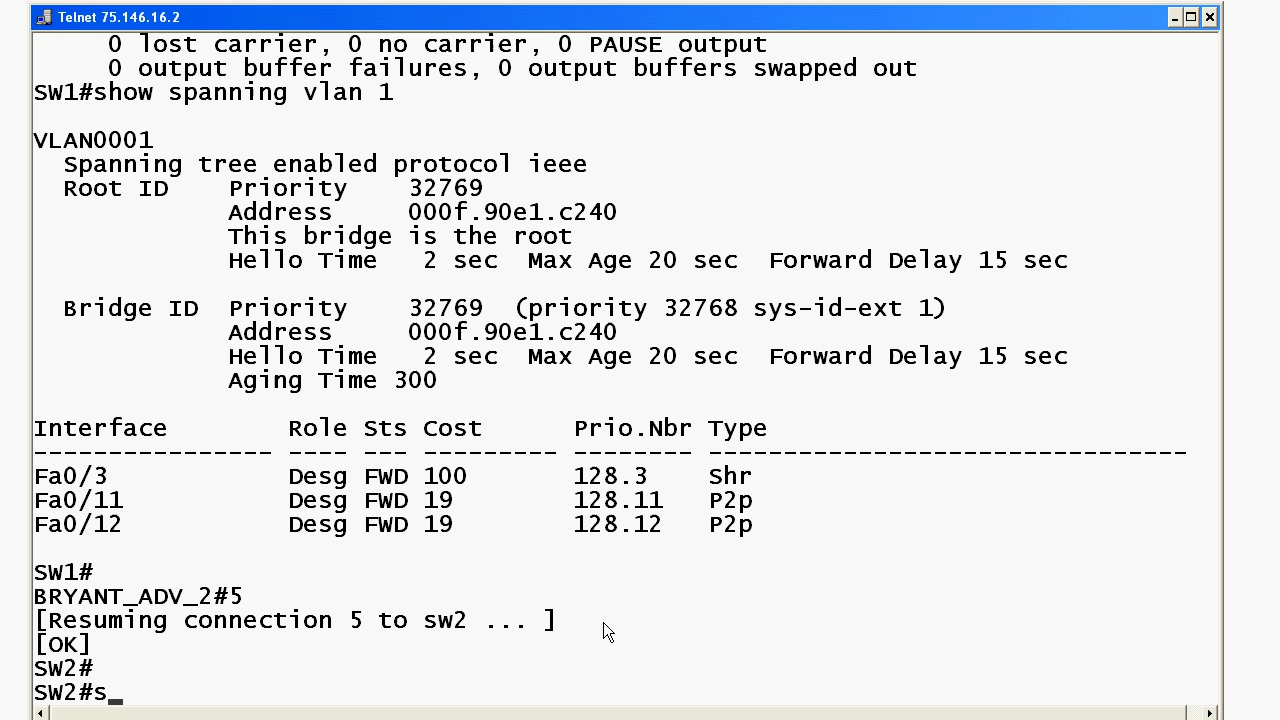 Telnet 75.146.16.2
0 lost carrier, 0 no carrier, 0 PAUSE output
0 output buffer failures, 0 output buffers swapped out
SW1#show spanning vlan 1
VLAN0001
Spanning tree enabled protocol ieee
Root ID Priority 32769
Address 000f.90e1.c240
This bridge is the root
Hello Time 2 sec Max Age 20 sec Forward Delay 15 sec
Bridge ID Priority 32769 (priority 32768 sys-id-ext 1)
Address 000f.90e1.c240
Hello Time 2 sec Max Age 20 sec Forward Delay 15 sec
Aging Time 300
Interface Role Sts Cost Prio.Nbr Type
---------------- ---- --- --------- -------- --------------------------------
Fa0/3 Desg FWD 100 128.3 Shr
Fa0/11 Desg FWD 19 128.11 P2p
Fa0/12 Desg FWD 19 128.12 P2p
SW1#
BRYANT_ADV_2#5
[Resuming connection 5 to sw2 ... ]
[OK]
SW2#
SW2#s_